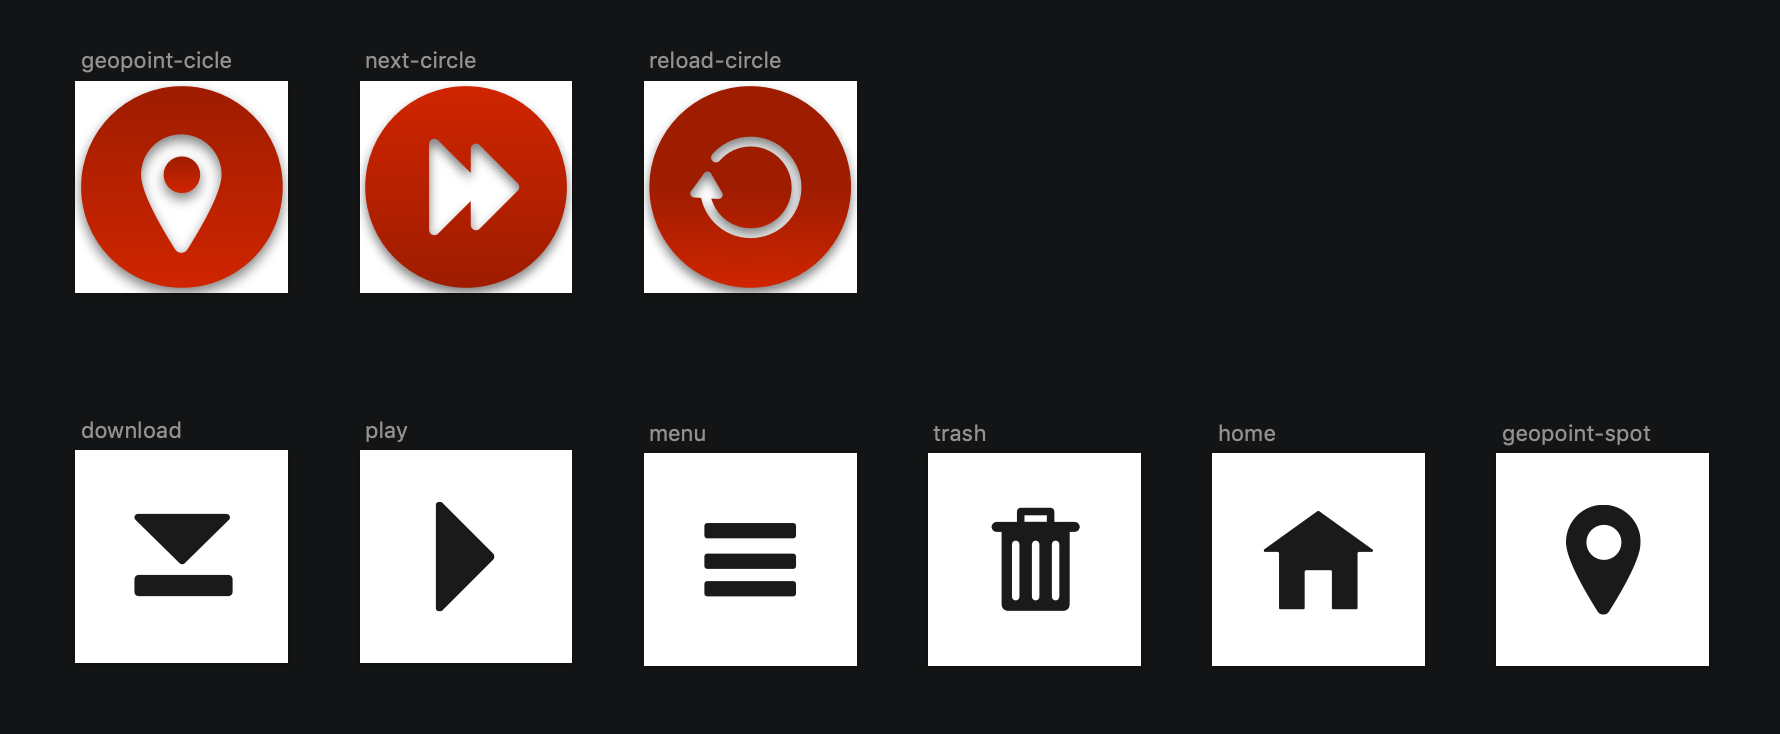 geopoint-cicle
next-circle
reload-circle
download
play
menu
trash
home
geopoint-spot